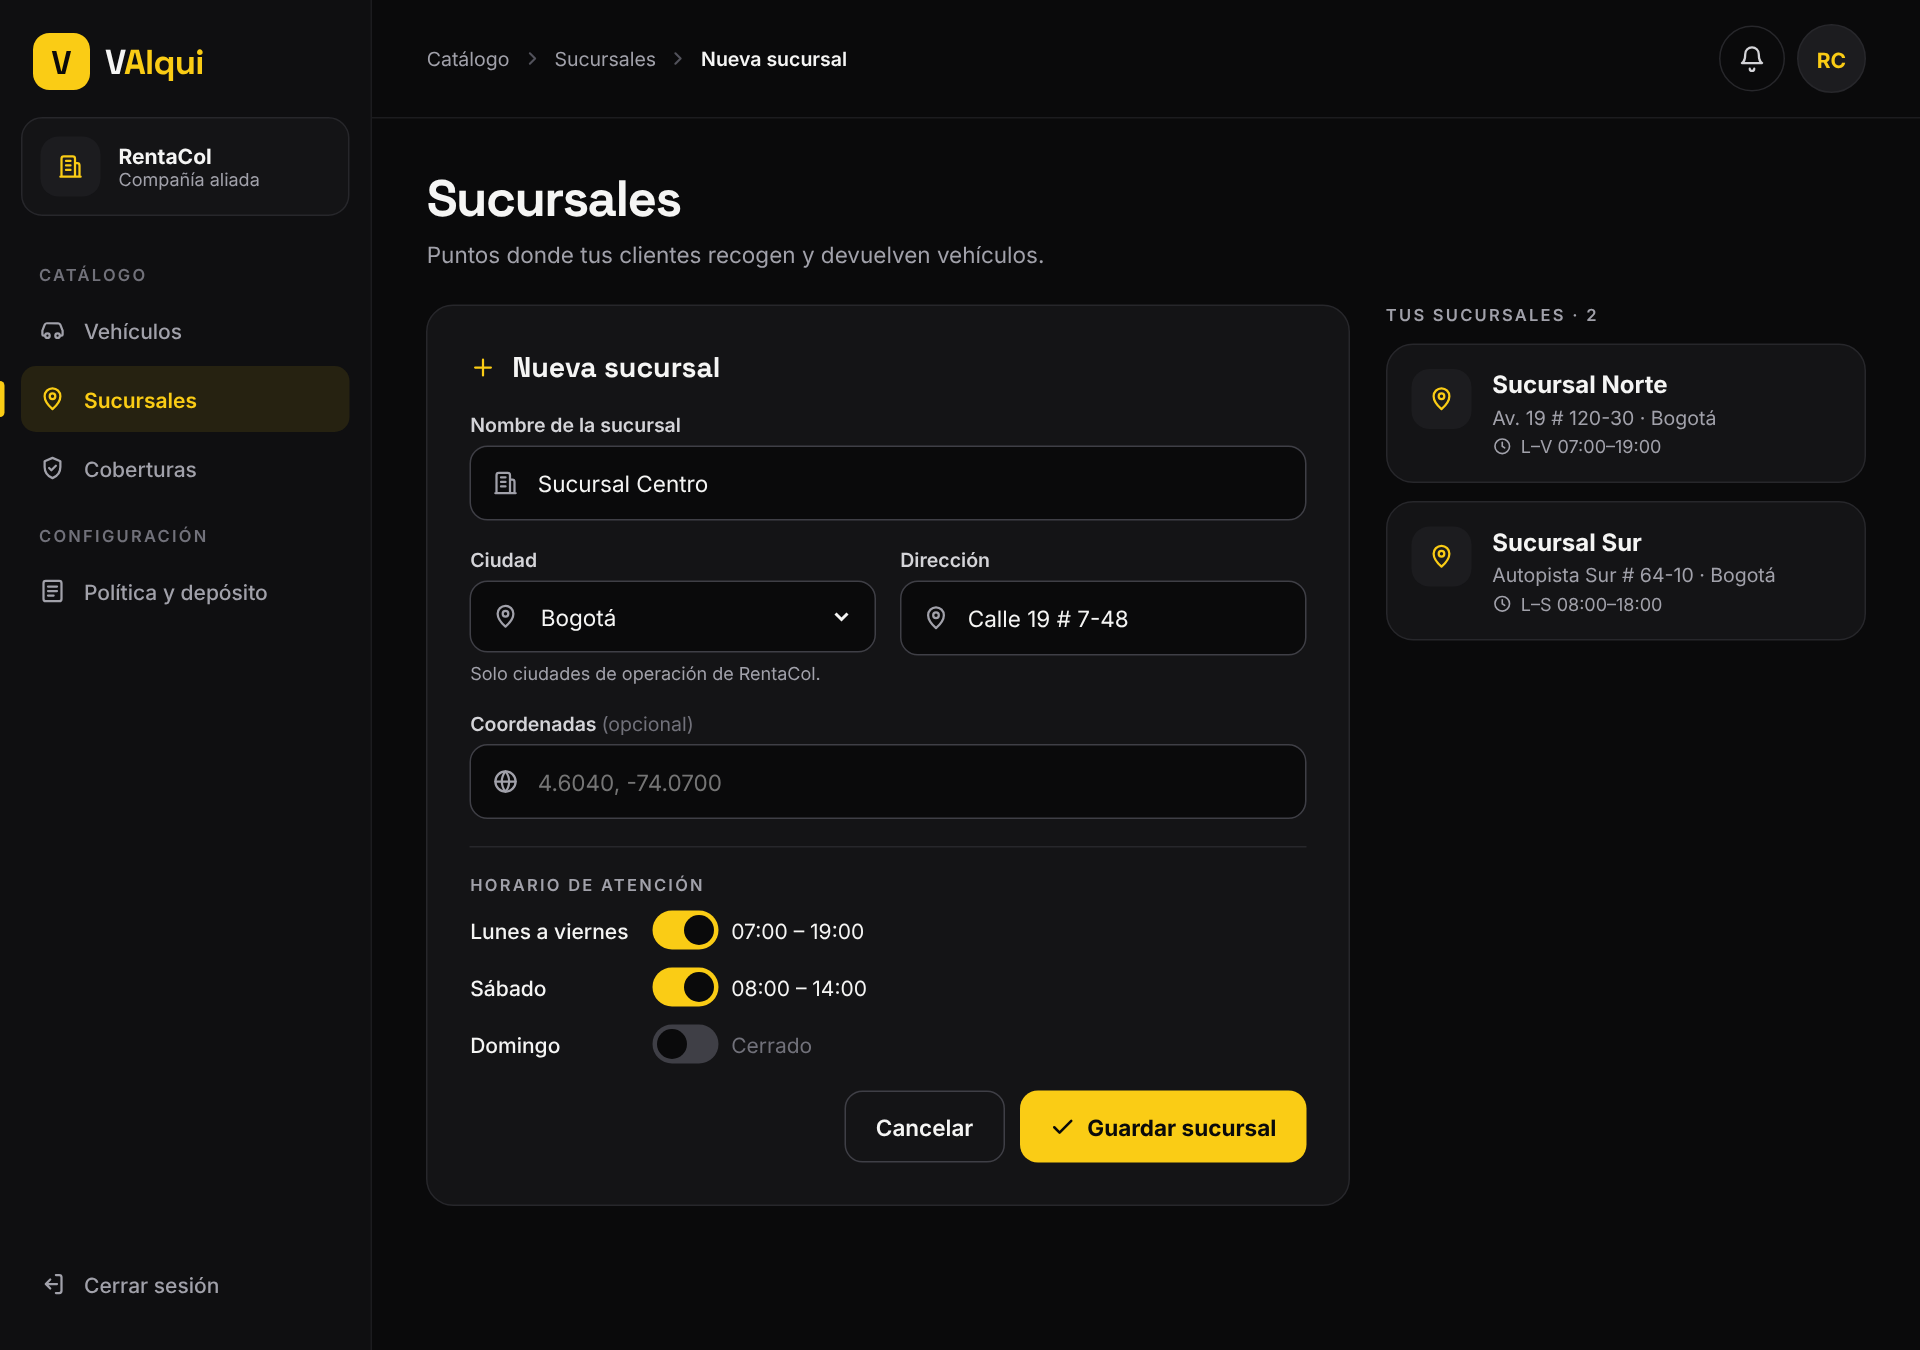 V VAlqui
RentaCol
Compañía aliada
CATÁLOGO
Vehículos
Sucursales
Coberturas
CONFIGURACIÓN
Política y depósito
Cerrar sesión
Catálogo > Sucursales > Nueva sucursal
RC
Sucursales
Puntos donde tus clientes recogen y devuelven vehículos.
Nueva sucursal
Nombre de la sucursal
Sucursal Centro
Ciudad
Bogotá
Solo ciudades de operación de RentaCol.
Dirección
Calle 19 # 7-48
Coordenadas (opcional)
4.6040, -74.0700
HORARIO DE ATENCIÓN
Lunes a viernes 07:00 – 19:00
Sábado 08:00 – 14:00
Domingo Cerrado
Cancelar
Guardar sucursal
TUS SUCURSALES · 2
Sucursal Norte
Av. 19 # 120-30 · Bogotá
L–V 07:00–19:00
Sucursal Sur
Autopista Sur # 64-10 · Bogotá
L–S 08:00–18:00